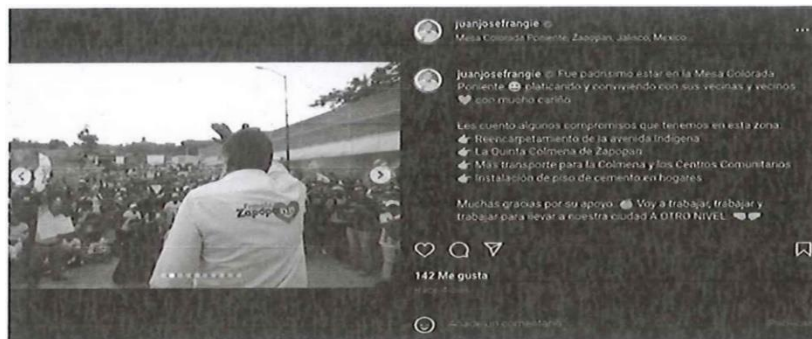 juanjosefrangie
Mesa Colorada Poniente, Zapopan, Jalisco, Mexico
juanjosefrangie Fue padrísimo estar en la Mesa Colorada
Poniente 😀 platicando y conviviendo con sus vecinas y vecinos
❤️ con mucho cariño
Les cuento algunos compromisos que tenemos en esta zona:
👉 Reencarpetamiento de la avenida Indígena
👉 La Quinta Colmena de Zapopan
👉 Más transporte para la Colmena y los Centros Comunitarios
👉 Instalación de piso de cemento en hogares
Muchas gracias por su apoyo. 💪 Voy a trabajar, trabajar y
trabajar para llevar a nuestra ciudad A OTRO NIVEL.
Zapopan
142 Me gusta
Añade un comentario